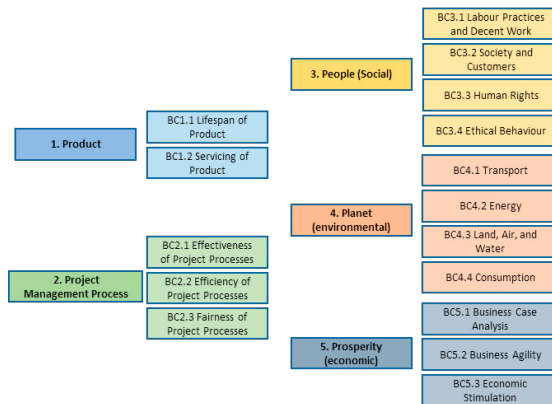 1. Product
BC1.1 Lifespan of
Product
BC1.2 Servicing of
Product
2. Project
Management Process
BC2.1 Effectiveness
of Project Processes
BC2.2 Efficiency of
Project Processes
BC2.3 Fairness of
Project Processes
3. People (Social)
BC3.1 Labour Practices
and Decent Work
BC3.2 Society and
Customers
BC3.3 Human Rights
BC3.4 Ethical Behaviour
4. Planet
(environmental)
BC4.1 Transport
BC4.2 Energy
BC4.3 Land, Air, and
Water
BC4.4 Consumption
5. Prosperity
(economic)
BC5.1 Business Case
Analysis
BC5.2 Business Agility
BC5.3 Economic
Stimulation